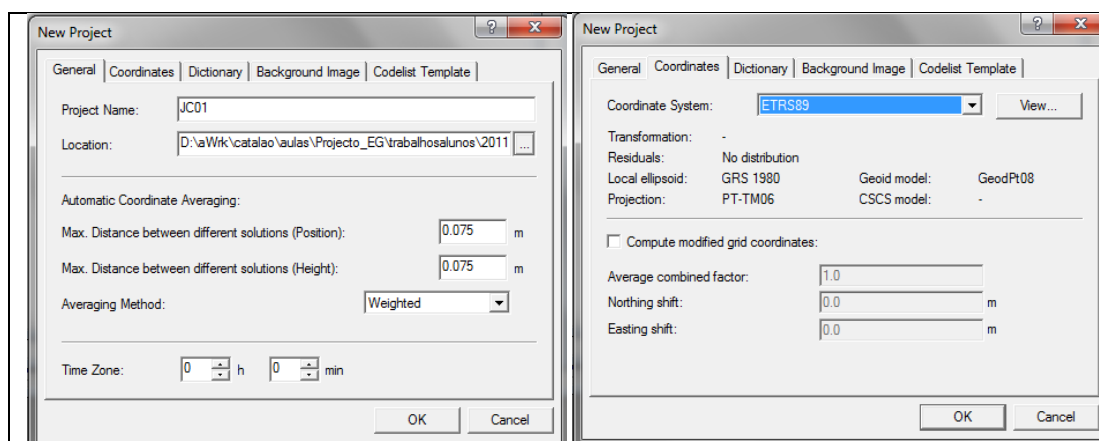 New Project
General Coordinates Dictionary Background Image Codelist Template
Project Name: JC01
Location: D:\aWrk\catalao\aulas\Projecto_EG\trabalhosalunos\2011 ...
Automatic Coordinate Averaging:
Max. Distance between different solutions (Position): 0.075 m
Max. Distance between different solutions (Height): 0.075 m
Averaging Method: Weighted
Time Zone: 0 h 0 min
OK Cancel
New Project
General Coordinates Dictionary Background Image Codelist Template
Coordinate System: ETRS89 View...
Transformation: -
Residuals: No distribution
Local ellipsoid: GRS 1980 Geoid model: GeodPt08
Projection: PT-TM06 CSCS model: -
Compute modified grid coordinates:
Average combined factor: 1.0
Northing shift: 0.0 m
Easting shift: 0.0 m
OK Cancel